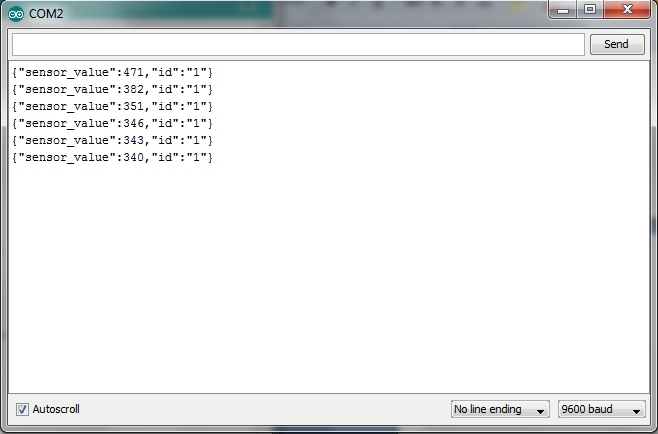 COM2
Send
{"sensor_value":471,"id":"1"}
{"sensor_value":382,"id":"1"}
{"sensor_value":351,"id":"1"}
{"sensor_value":346,"id":"1"}
{"sensor_value":343,"id":"1"}
{"sensor_value":340,"id":"1"}
Autoscroll
No line ending
9600 baud